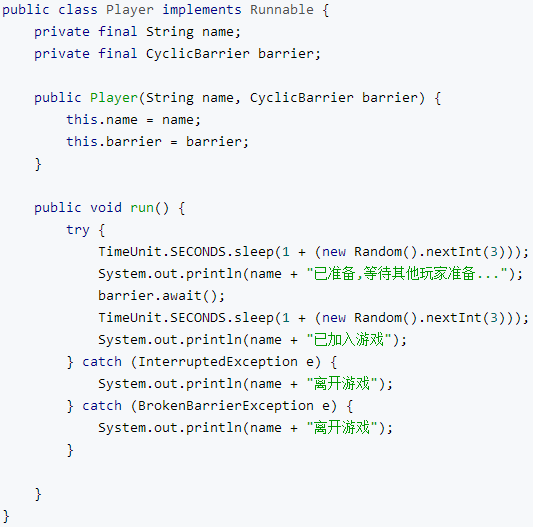 public class Player implements Runnable {
    private final String name;
    private final CyclicBarrier barrier;

    public Player(String name, CyclicBarrier barrier) {
        this.name = name;
        this.barrier = barrier;
    }

    public void run() {
        try {
            TimeUnit.SECONDS.sleep(1 + (new Random().nextInt(3)));
            System.out.println(name + "已准备,等待其他玩家准备...");
            barrier.await();
            TimeUnit.SECONDS.sleep(1 + (new Random().nextInt(3)));
            System.out.println(name + "已加入游戏");
        } catch (InterruptedException e) {
            System.out.println(name + "离开游戏");
        } catch (BrokenBarrierException e) {
            System.out.println(name + "离开游戏");
        }

    }
}